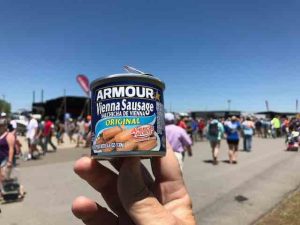 ARMOUR
Vienna Sausage
SALCHICHA DE VIENA
ORIGINAL